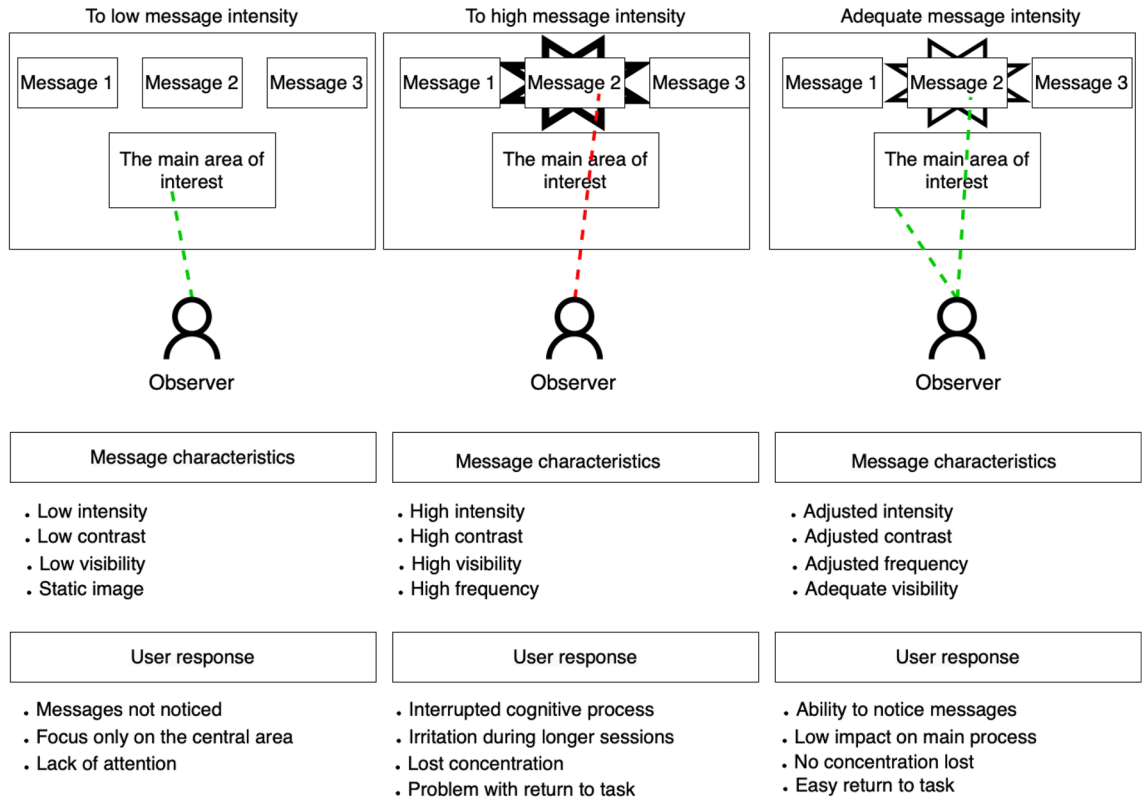 To low message intensity
Message 1
Message 2
Message 3
The main area of
interest
Observer
Message characteristics
Low intensity
Low contrast
Low visibility
Static image
User response
Messages not noticed
Focus only on the central area
Lack of attention
To high message intensity
Message 1
Message 2
Message 3
The main area of
interest
Observer
Message characteristics
High intensity
High contrast
High visibility
High frequency
User response
Interrupted cognitive process
Irritation during longer sessions
Lost concentration
Problem with return to task
Adequate message intensity
Message 1
Message 2
Message 3
The main area of
interest
Observer
Message characteristics
Adjusted intensity
Adjusted contrast
Adjusted frequency
Adequate visibility
User response
Ability to notice messages
Low impact on main process
No concentration lost
Easy return to task